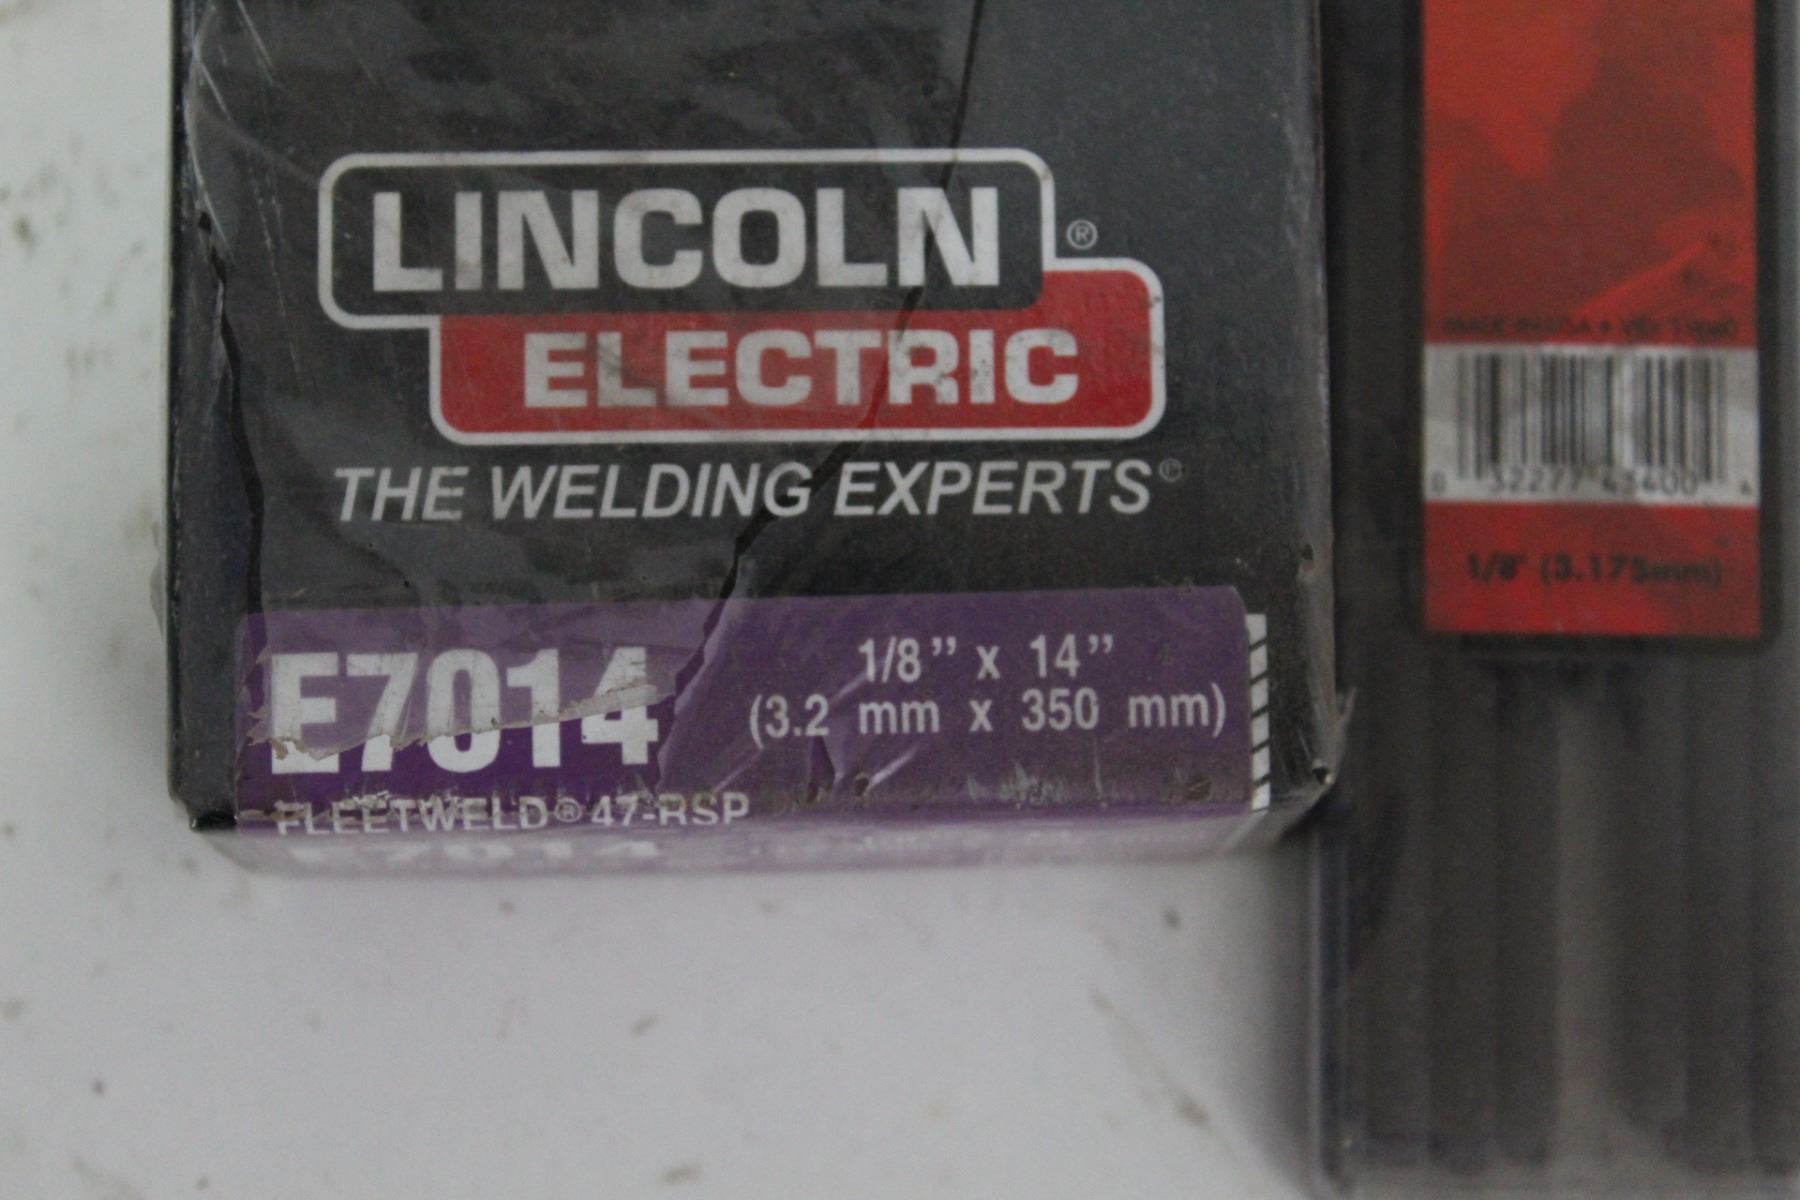 LINCOLN ®
ELECTRIC
THE WELDING EXPERTS®
E7014
1/8” x 14”
(3.2 mm x 350 mm)
FLEETWELD® 47-RSP
1/8" (3.175mm)